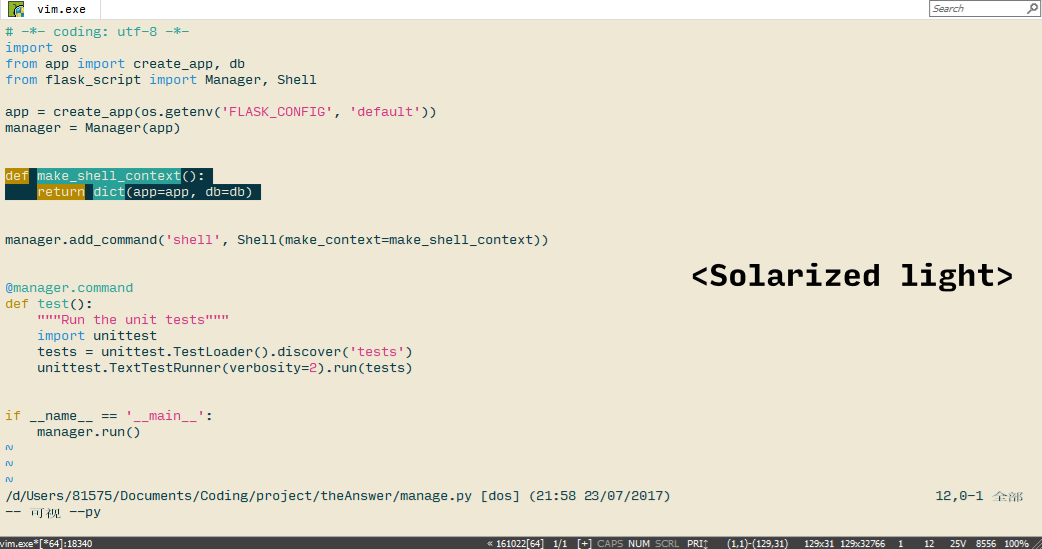 vim.exe
Search
# -*- coding: utf-8 -*-
import os
from app import create_app, db
from flask_script import Manager, Shell
app = create_app(os.getenv('FLASK_CONFIG', 'default'))
manager = Manager(app)
def make_shell_context():
    return dict(app=app, db=db)
manager.add_command('shell', Shell(make_context=make_shell_context))
<Solarized light>
@manager.command
def test():
    """Run the unit tests"""
    import unittest
    tests = unittest.TestLoader().discover('tests')
    unittest.TextTestRunner(verbosity=2).run(tests)
if __name__ == '__main__':
    manager.run()
~
~
~
/d/Users/81575/Documents/Coding/project/theAnswer/manage.py [dos] (21:58 23/07/2017) 12,0-1 全部
-- 可视 --py
vim.exe*[*64]:18340 « 161022[64] 1/1 [+] CAPS NUM SCRL PRI↕ (1,1)-(129,31) 129x31 129x32766 1 12 25V 8556 100%